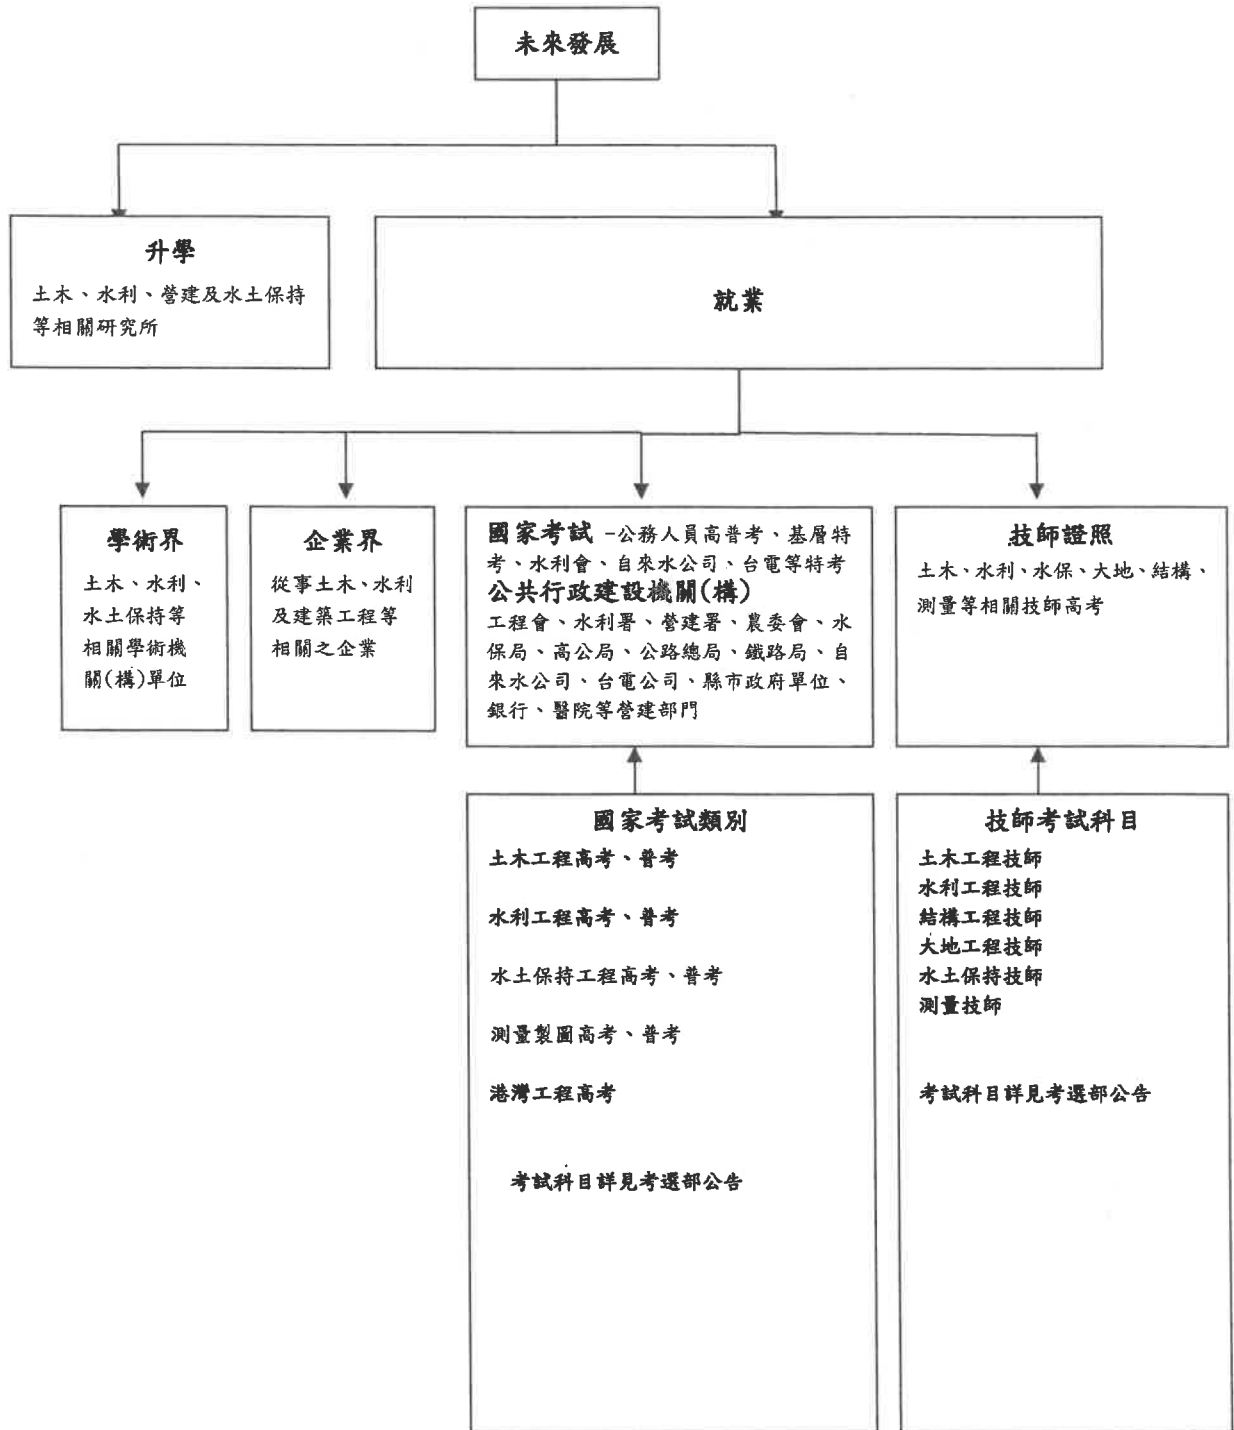 未來發展
升學
土木、水利、營建及水土保持
等相關研究所
就業
學術界
土木、水利、
水土保持等
相關學術機
關(構)單位
企業界
從事土木、水利
及建築工程等
相關之企業
國家考試 -公務人員高普考、基層特
考、水利會、自來水公司、台電等特考
公共行政建設機關(構)
工程會、水利署、營建署、農委會、水
保局、高公局、公路總局、鐵路局、自
來水公司、台電公司、縣市政府單位、
銀行、醫院等營建部門
技師證照
土木、水利、水保、大地、結構、
測量等相關技師高考
國家考試類別
土木工程高考、普考
水利工程高考、普考
水土保持工程高考、普考
測量製圖高考、普考
港灣工程高考
考試科目詳見考選部公告
技師考試科目
土木工程技師
水利工程技師
結構工程技師
大地工程技師
水土保持技師
測量技師
考試科目詳見考選部公告